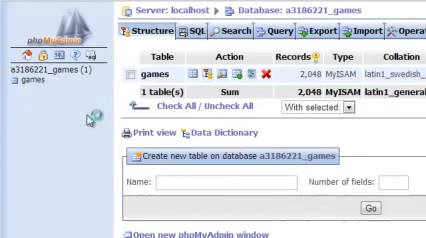 Server: localhost Database: a3186221_games
phpMyAdmin
Structure SQL Search Query Export Import Opera
a3186221_games (1)
games
Table Action Records Type Collation
games 2,048 MyISAM latin1_swedish_
1 table(s) Sum 2,048 MyISAM latin1_general
Check All / Uncheck All With selected:
Print view Data Dictionary
Create new table on database a3186221_games
Name: Number of fields:
Go
Open new phpMyAdmin window